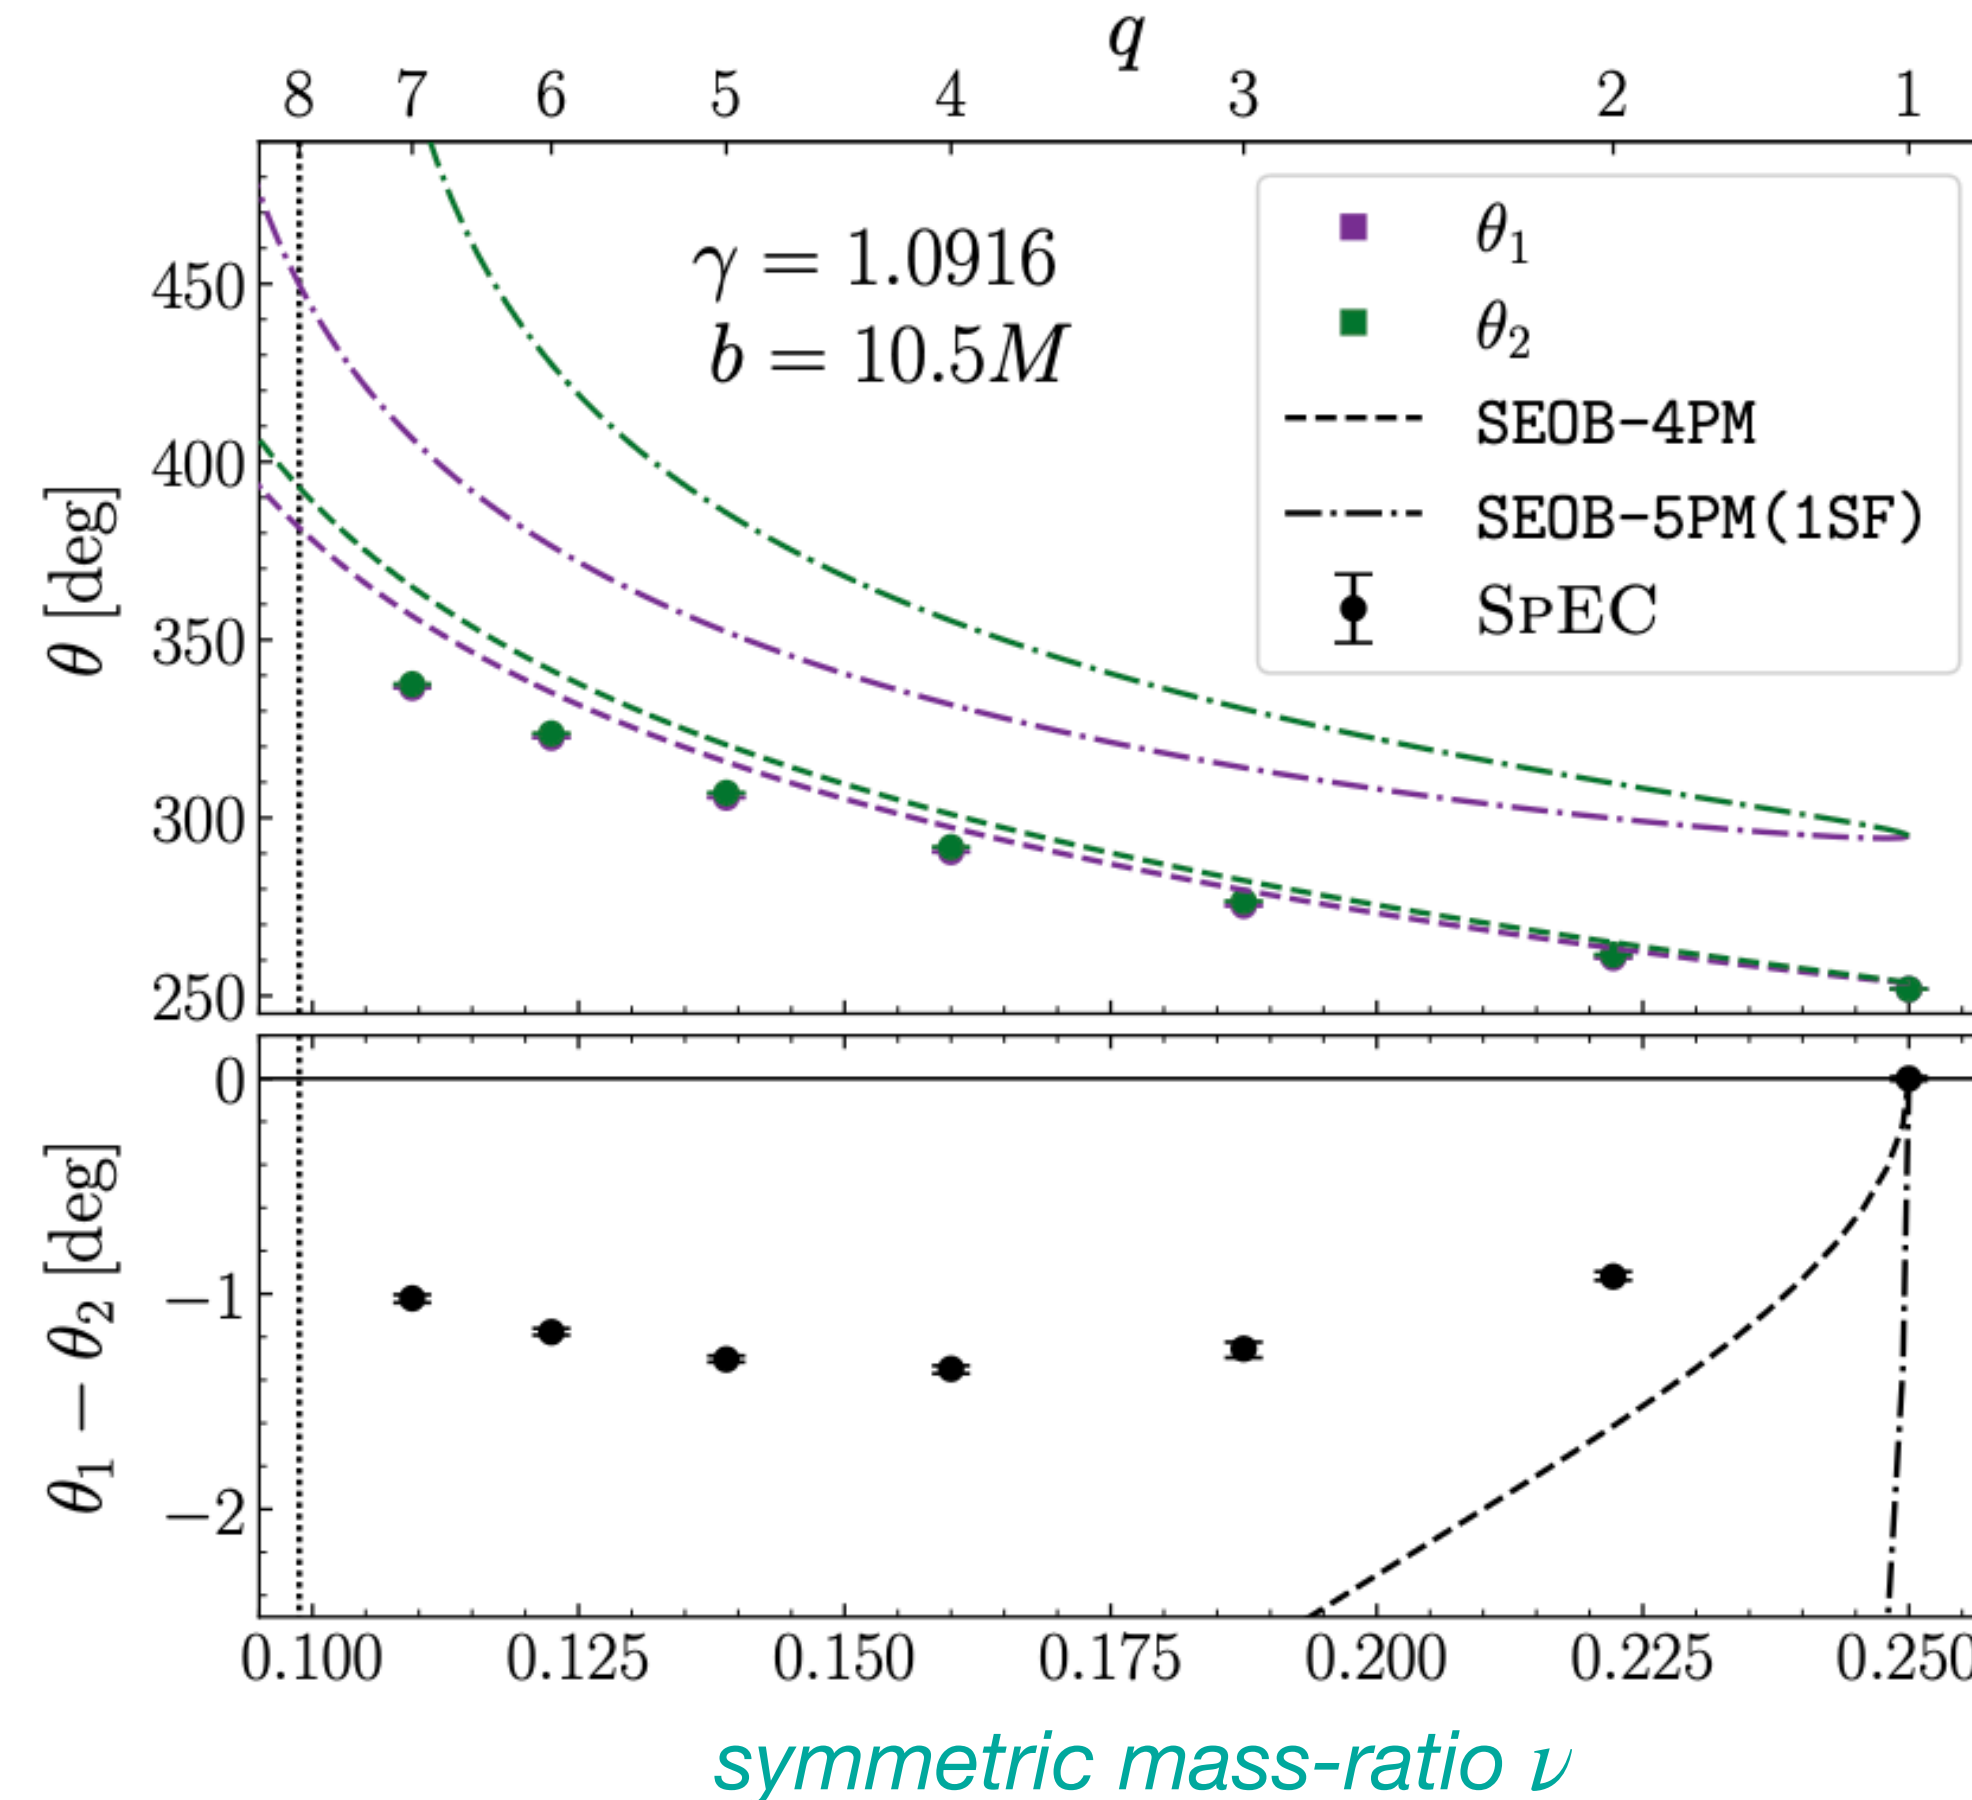 q
8 7 6 5 4 3 2 1
γ = 1.0916
b = 10.5M
θ₁
θ₂
SEOB-4PM
SEOB-5PM(1SF)
SpEC
450
400
350
300
250
θ [deg]
0
−1
−2
θ₁ − θ₂ [deg]
0.100 0.125 0.150 0.175 0.200 0.225 0.250
symmetric mass-ratio ν